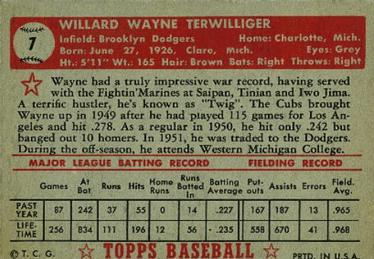 7
WILLARD WAYNE TERWILLIGER
Infield: Brooklyn Dodgers Home: Charlotte, Mich.
Born: June 27, 1926, Clare, Mich. Eyes: Grey
Ht: 5'11" Wt: 165 Hair: Brown Bats: Right Throws: Right
Wayne had a truly impressive war record, having served
with the Fightin'Marines at Saipan, Tinian and Iwo Jima.
A terrific hustler, he's known as "Twig". The Cubs brought
Wayne up in 1949 after he had played 115 games for Los An-
geles and hit .278. As a regular in 1950, he hit only .242 but
banged out 10 homers. In 1951, he was traded to the Dodgers.
During the off-season, he attends Western Michigan College.
MAJOR LEAGUE BATTING RECORD FIELDING RECORD
Games At Bat Runs Hits Home Runs Runs Batted In Batting Average Put-outs Assists Errors Field. Avg.
PAST YEAR 87 242 37 55 0 14 .227 167 187 13 .965
LIFE-TIME 256 834 111 196 12 56 .235 558 670 41 .968
© T. C. G. TOPPS BASEBALL PRTD. IN U.S.A.